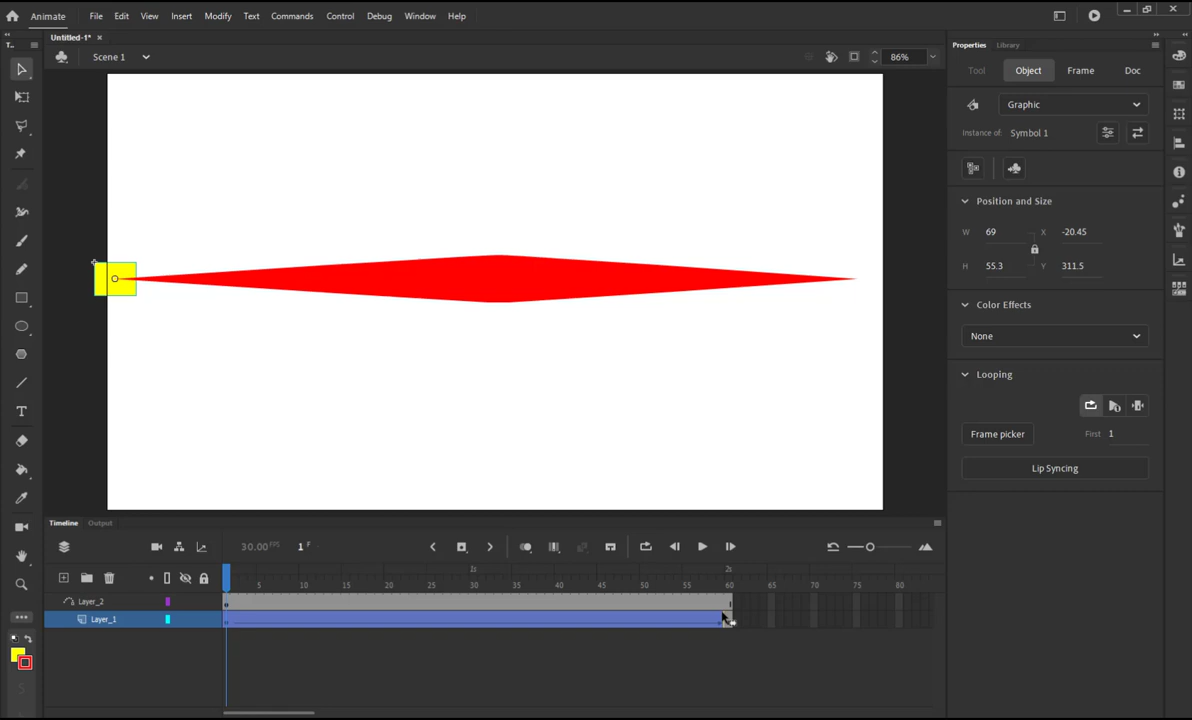 Animate File Edit View Insert Modify Text Commands Control Debug Window Help
Untitled-1*
Scene 1
86%
T...
T
Properties Library
Tool Object Frame Doc
Graphic
Instance of: Symbol 1
Position and Size
W 69 X -20.45
H 55.3 Y 311.5
Color Effects
None
Looping
Frame picker First 1
Lip Syncing
Timeline Output
30.00 FPS 1 F
1s 2s
5 10 15 20 25 30 35 40 45 50 55 60 65 70 75 80
Layer_2
Layer_1